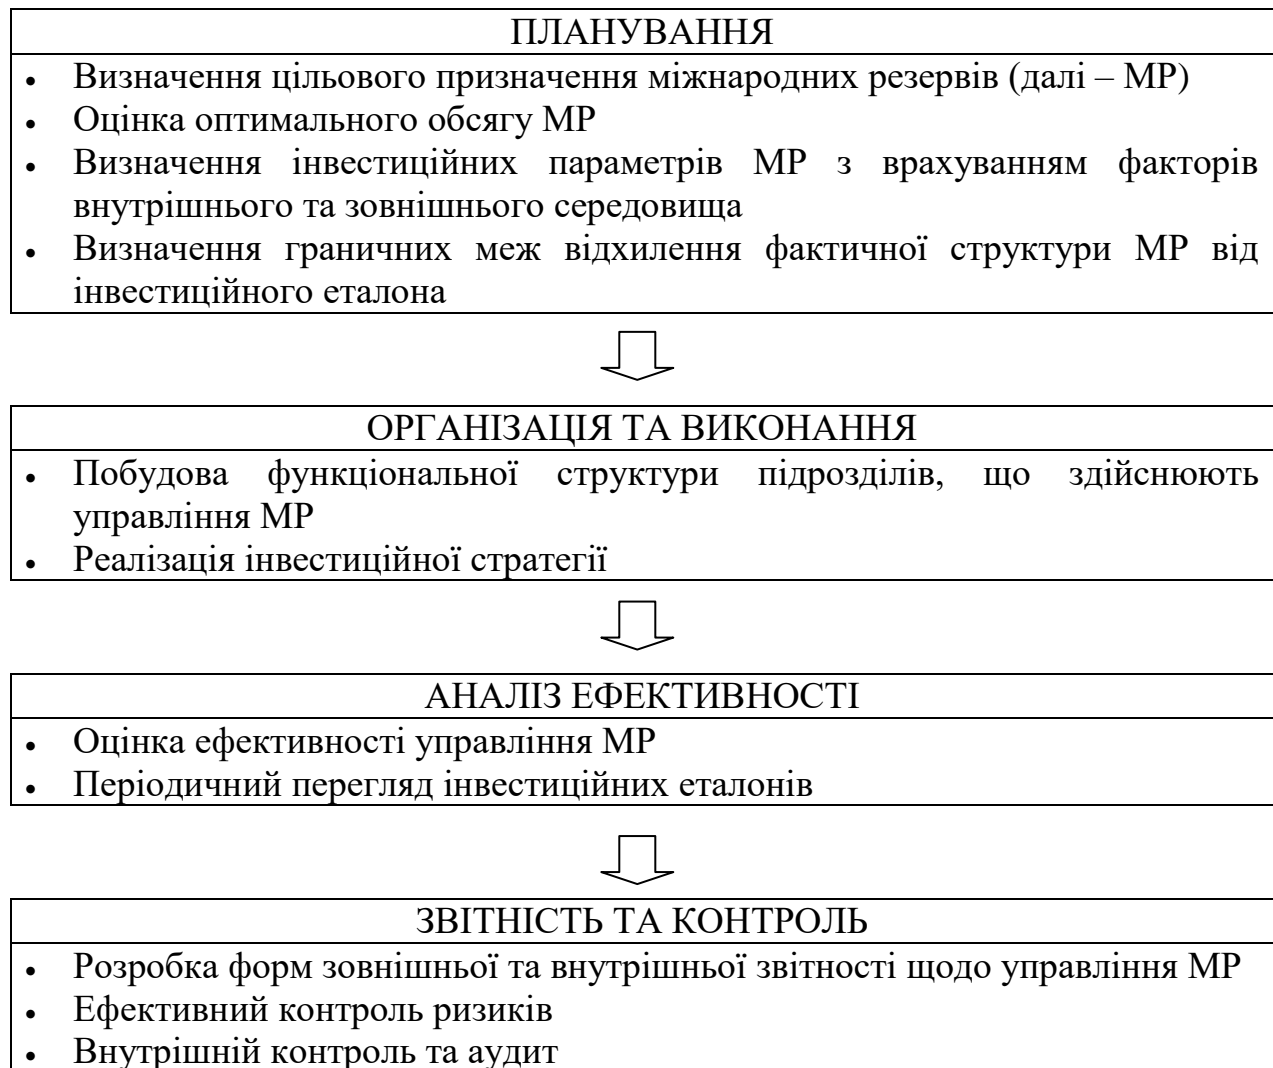 ПЛАНУВАННЯ
• Визначення цільового призначення міжнародних резервів (далі – МР)
• Оцінка оптимального обсягу МР
• Визначення інвестиційних параметрів МР з врахуванням факторів
внутрішнього та зовнішнього середовища
• Визначення граничних меж відхилення фактичної структури МР від
інвестиційного еталона
ОРГАНІЗАЦІЯ ТА ВИКОНАННЯ
• Побудова функціональної структури підрозділів, що здійснюють
управління МР
• Реалізація інвестиційної стратегії
АНАЛІЗ ЕФЕКТИВНОСТІ
• Оцінка ефективності управління МР
• Періодичний перегляд інвестиційних еталонів
ЗВІТНІСТЬ ТА КОНТРОЛЬ
• Розробка форм зовнішньої та внутрішньої звітності щодо управління МР
• Ефективний контроль ризиків
• Внутрішній контроль та аудит